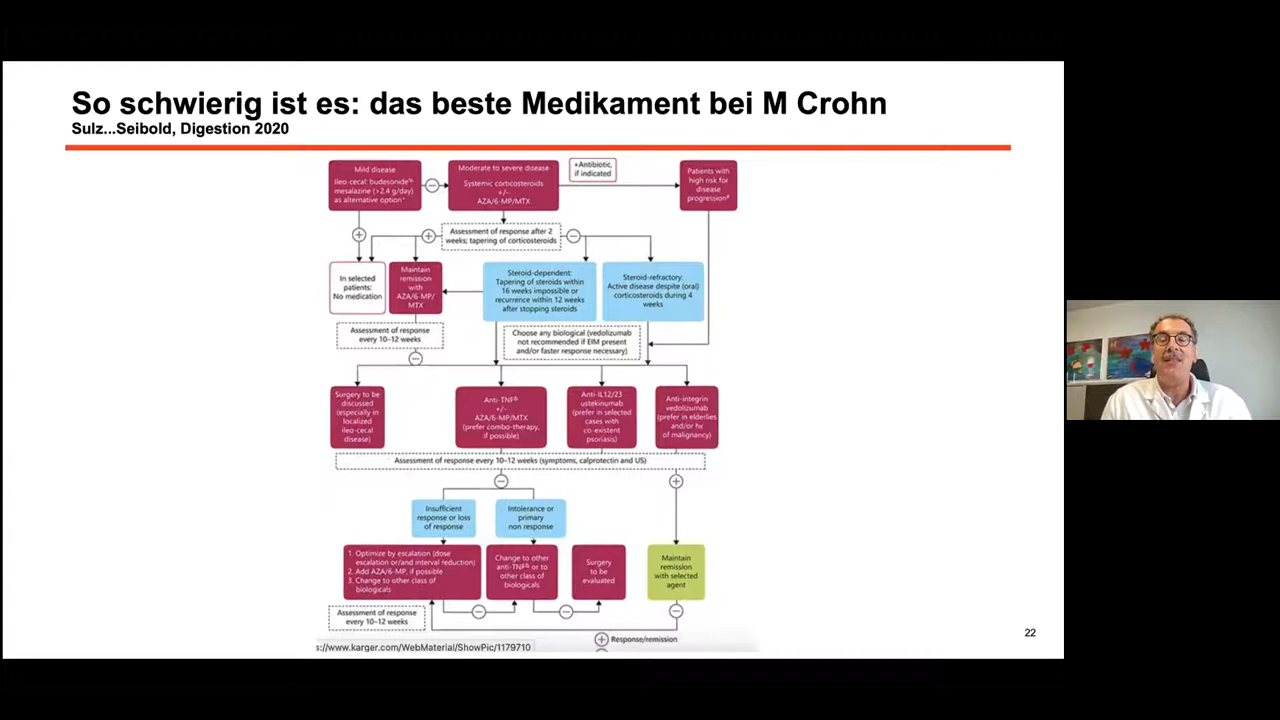 So schwierig ist es: das beste Medikament bei M Crohn
Sulz...Seibold, Digestion 2020
Mild disease
Ileo-cecal: budesonide
mesalazine (>2.4 g/day)
as alternative option
Moderate to severe disease
Systemic corticosteroids
+/–
AZA/6-MP/MTX
+Antibiotic,
if indicated
Patients with
high risk for
disease
progression#
Assessment of response after 2
weeks; tapering of corticosteroids
In selected
patients:
No medication
Maintain
remission
with
AZA/6-MP/
MTX
Steroid-dependent:
Tapering of steroids within
16 weeks impossible or
recurrence within 12 weeks
after stopping steroids
Steroid-refractory:
Active disease despite (oral)
corticosteroids during 4
weeks
Assessment of response
every 10–12 weeks
Choose any biological (vedolizumab
not recommended if EIM present
and/or faster response necessary)
Surgery to be
discussed
(especially in
localized
ileo-cecal
disease)
Anti-TNF
+/–
AZA/6-MP/MTX
(prefer combo-therapy,
if possible)
Anti-IL12/23
ustekinumab
(prefer in selected
cases with
co-existent
psoriasis)
Anti-integrin
vedolizumab
(prefer in elderlies
and/or hx
of malignancy)
Assessment of response every 10–12 weeks (symptoms, calprotectin and US)
Insufficient
response or loss
of response
Intolerance or
primary
non response
1. Optimize by escalation (dose
escalation or/and interval reduction)
2. Add AZA/6-MP, if possible
3. Change to other class of
biologicals
Change to other
anti-TNF or to
other class of
biologicals
Surgery
to be
evaluated
Maintain
remission
with selected
agent
Assessment of response
every 10–12 weeks
+ Response/remission
s://www.karger.com/WebMaterial/ShowPic/1179710
22